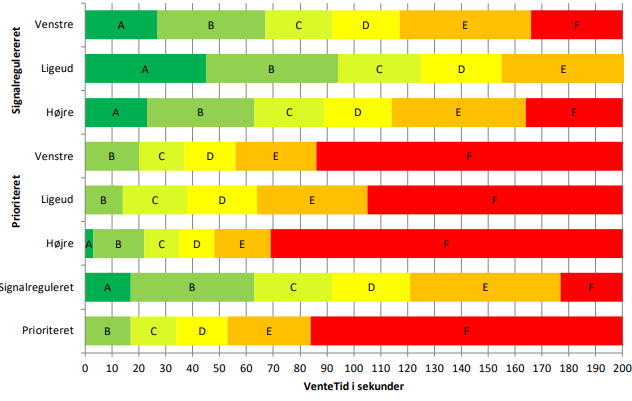 Signalregulereret
Venstre A B C D E F
Ligeud A B C D E
Højre A B C D E F
Prioriteret
Venstre B C D E F
Ligeud B C D E F
Højre A B C D E F
Signalreguleret A B C D E F
Prioriteret B C D E F
0 10 20 30 40 50 60 70 80 90 100 110 120 130 140 150 160 170 180 190 200
VenteTid i sekunder